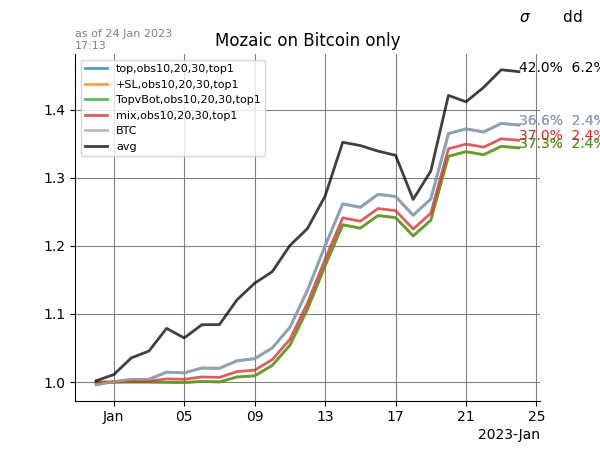 σ dd
as of 24 Jan 2023
17:13
Mozaic on Bitcoin only
top,obs10,20,30,top1
+SL,obs10,20,30,top1
TopvBot,obs10,20,30,top1
mix,obs10,20,30,top1
BTC
avg
42.0% 6.2%
36.6% 2.4%
37.0% 2.4%
37.3% 2.4%
1.4
1.3
1.2
1.1
1.0
Jan 05 09 13 17 21 25
2023-Jan